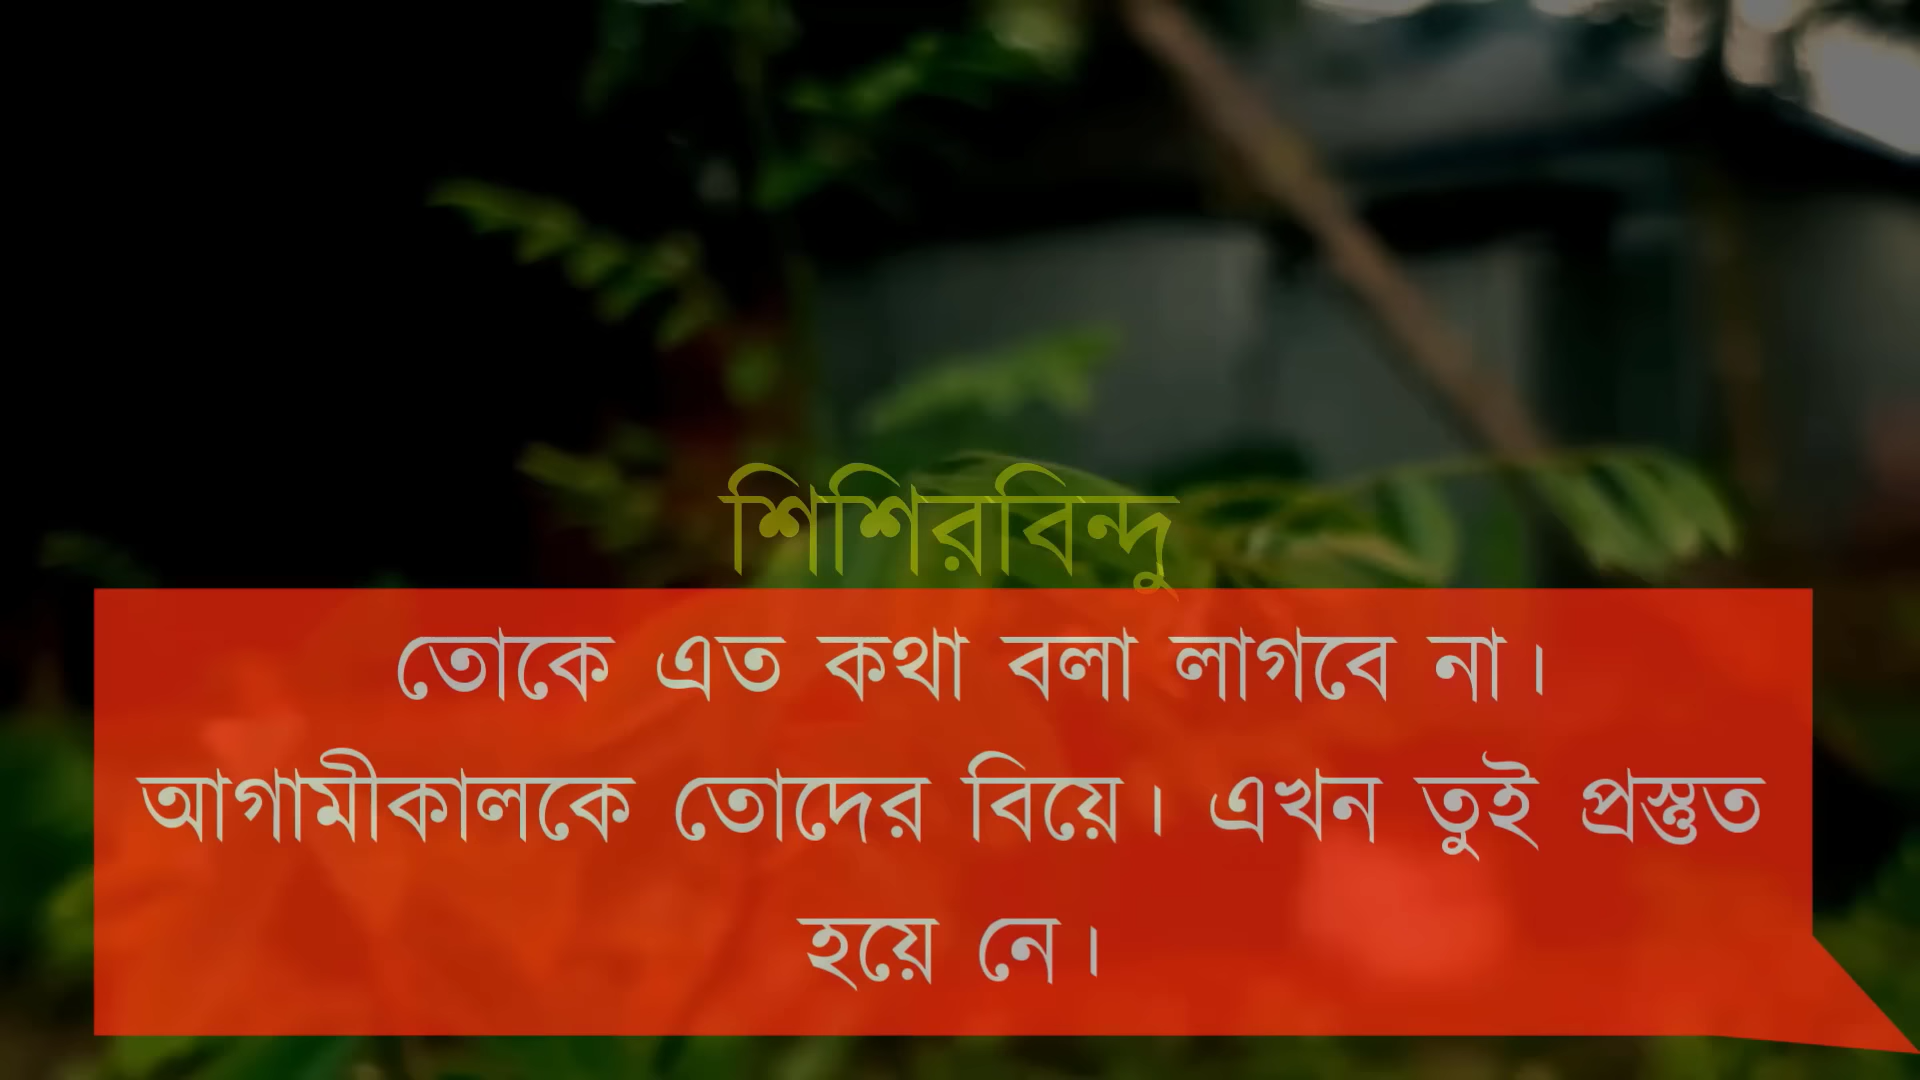 শিশিরবিন্দু
তোকে এত কথা বলা লাগবে না।
আগামীকালকে তোদের বিয়ে। এখন তুই প্রস্তুত
হয়ে নে।